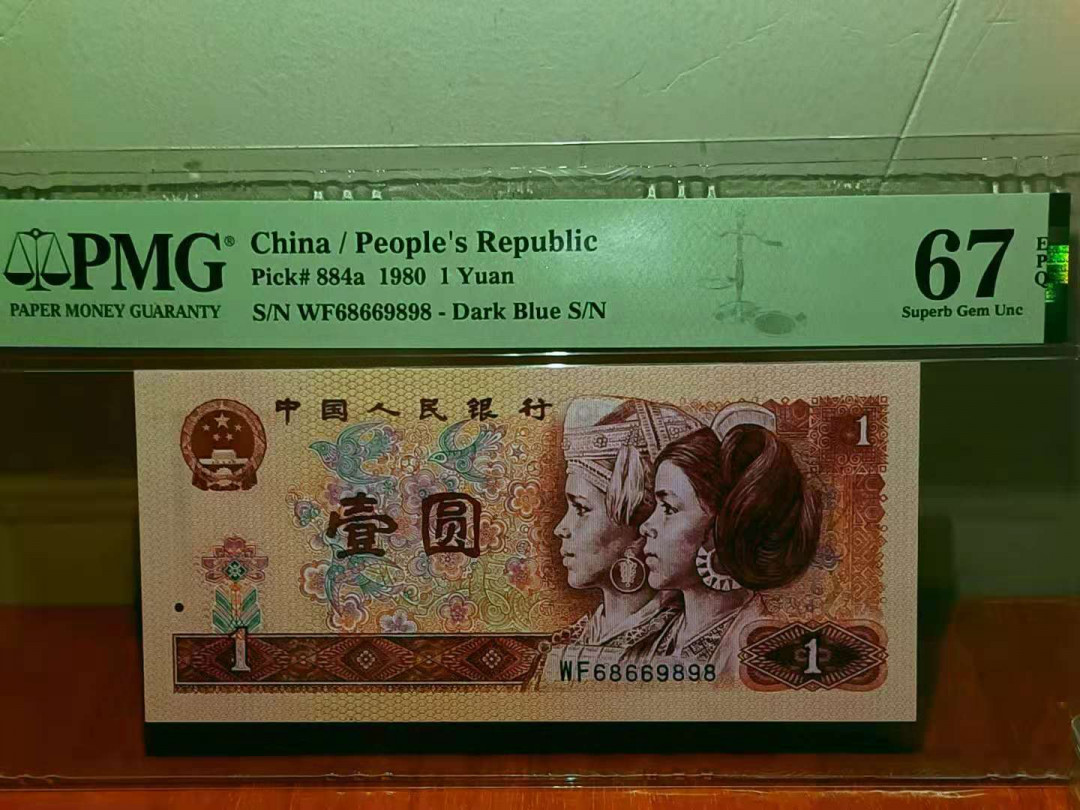 PMG®
PAPER MONEY GUARANTY
China / People's Republic
Pick# 884a 1980 1 Yuan
S/N WF68669898 - Dark Blue S/N
67
EPQ
Superb Gem Unc
中国人民银行
1
壹圆
1
WF68669898
1